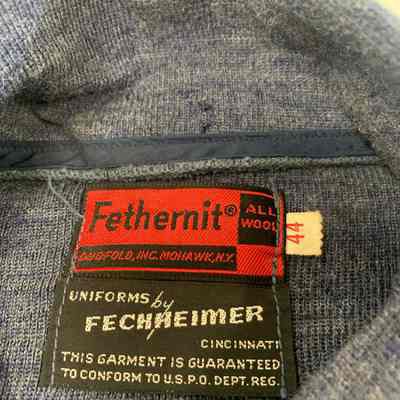 Fethernit® ALL
WOOL
DUOFOLD, INC. MOHAWK, N.Y.
44
UNIFORMS by
FECHHEIMER
CINCINNATI
THIS GARMENT IS GUARANTEED
TO CONFORM TO U.S.P.O. DEPT. REG.